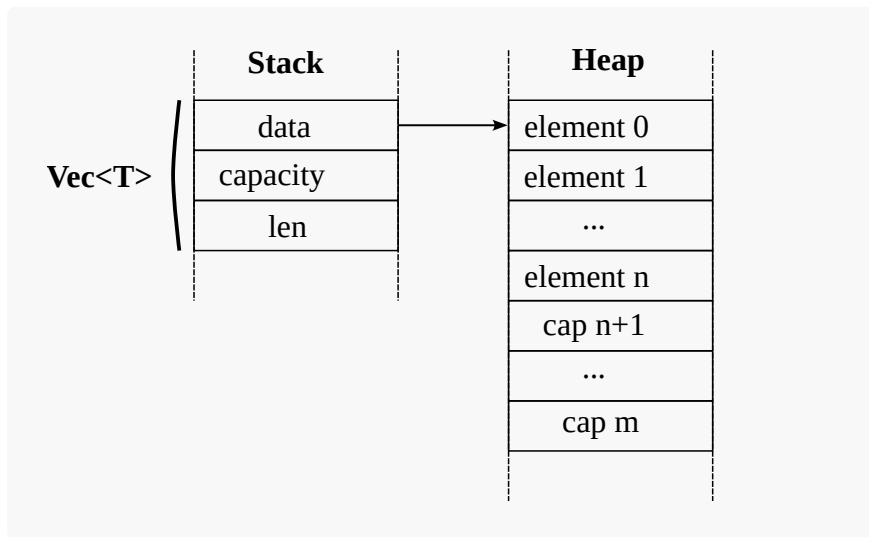 Stack
Heap
Vec<T>
data
capacity
len
element 0
element 1
...
element n
cap n+1
...
cap m